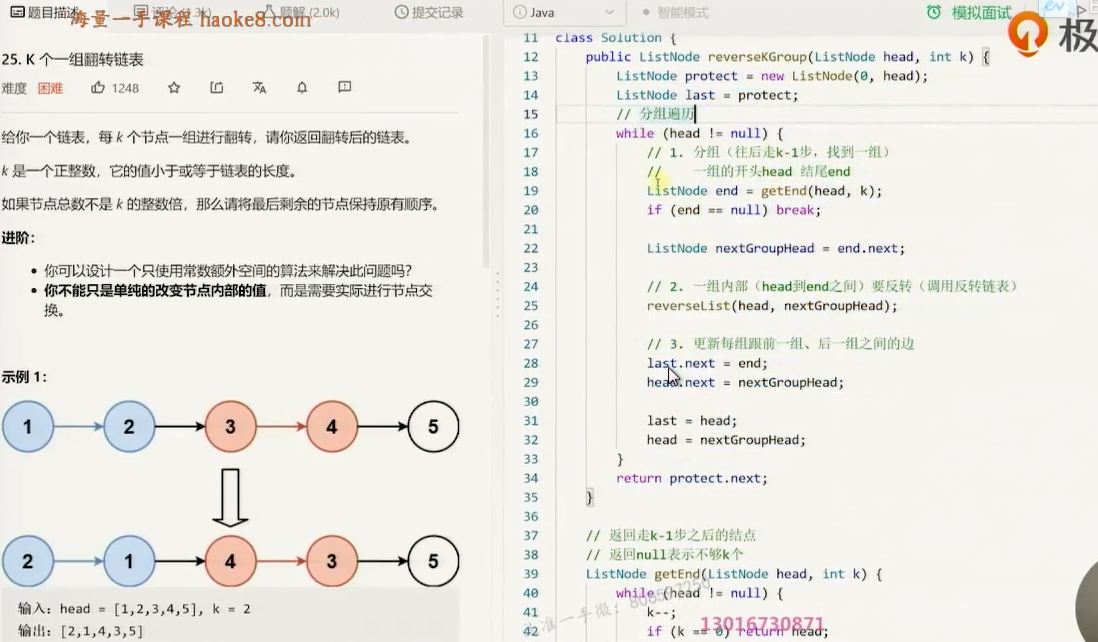 题目描述
评论 (1.3k)
题解 (2.0k)
提交记录
海量一手课程 haoke8.com
25. K 个一组翻转链表
难度 困难 1248
给你一个链表，每 k 个节点一组进行翻转，请你返回翻转后的链表。
k 是一个正整数，它的值小于或等于链表的长度。
如果节点总数不是 k 的整数倍，那么请将最后剩余的节点保持原有顺序。
进阶：
• 你可以设计一个只使用常数额外空间的算法来解决此问题吗？
• 你不能只是单纯的改变节点内部的值，而是需要实际进行节点交
换。
示例 1：
1 2 3 4 5
2 1 4 3 5
输入：head = [1,2,3,4,5], k = 2
输出：[2,1,4,3,5]
Java
智能模式
模拟面试
ev
极
11 class Solution {
12 public ListNode reverseKGroup(ListNode head, int k) {
13 ListNode protect = new ListNode(0, head);
14 ListNode last = protect;
15 // 分组遍历
16 while (head != null) {
17 // 1. 分组（往后走k-1步，找到一组）
18 // 一组的开头head 结尾end
19 ListNode end = getEnd(head, k);
20 if (end == null) break;
21
22 ListNode nextGroupHead = end.next;
23
24 // 2. 一组内部（head到end之间）要反转（调用反转链表）
25 reverseList(head, nextGroupHead);
26
27 // 3. 更新每组跟前一组、后一组之间的边
28 last.next = end;
29 head.next = nextGroupHead;
30
31 last = head;
32 head = nextGroupHead;
33 }
34 return protect.next;
35 }
36
37 // 返回走k-1步之后的结点
38 // 返回null表示不够k个
39 ListNode getEnd(ListNode head, int k) {
40 while (head != null) {
41 k--;
42 if (k == 0) return head;
13016730871